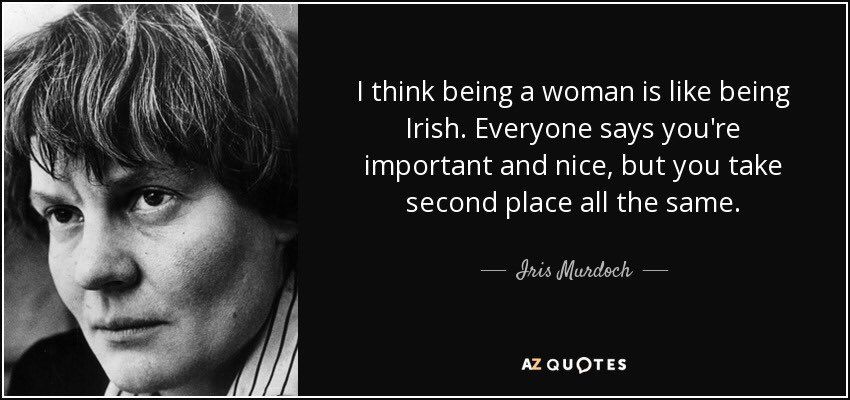 I think being a woman is like being
Irish. Everyone says you're
important and nice, but you take
second place all the same.
Iris Murdoch
AZ QUOTES